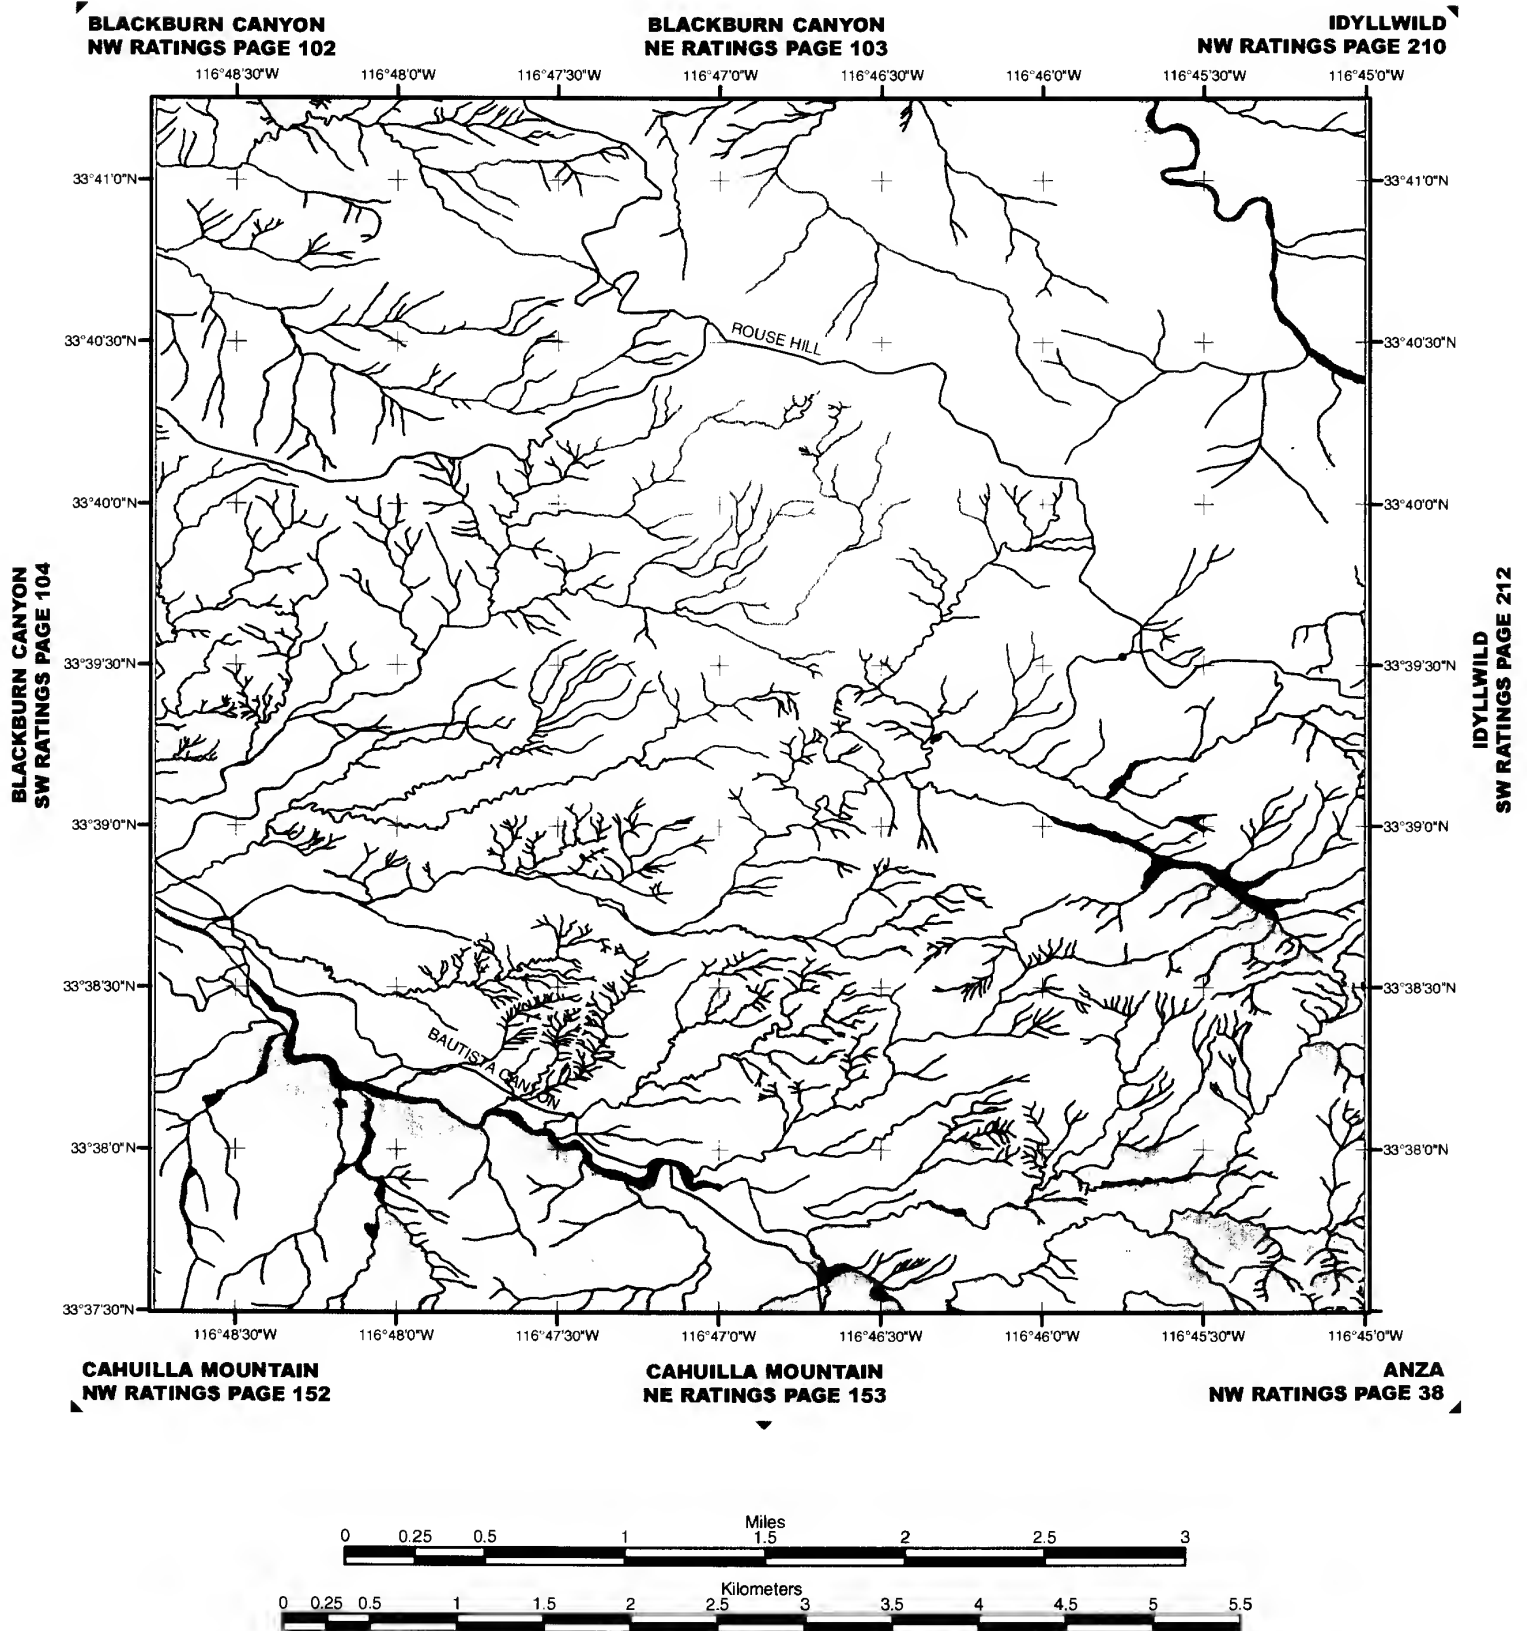 BLACKBURN CANYON
NW RATINGS PAGE 102
BLACKBURN CANYON
NE RATINGS PAGE 103
IDYLLWILD
NW RATINGS PAGE 210
116°48'30"W
116°48'0"W
116°47'30"W
116°47'0"W
116°46'30"W
116°46'0"W
116°45'30"W
116°45'0"W
33°41'0"N
33°41'0"N
ROUSE HILL
33°40'30"N
33°40'30"N
33°40'0"N
33°40'0"N
BLACKBURN CANYON
SW RATINGS PAGE 104
IDYLLWILD
SW RATINGS PAGE 212
33°39'30"N
33°39'30"N
33°39'0"N
33°39'0"N
33°38'30"N
33°38'30"N
BAUTISTA CANYON
33°38'0"N
33°38'0"N
33°37'30"N
116°48'30"W
116°48'0"W
116°47'30"W
116°47'0"W
116°46'30"W
116°46'0"W
116°45'30"W
116°45'0"W
CAHUILLA MOUNTAIN
NW RATINGS PAGE 152
CAHUILLA MOUNTAIN
NE RATINGS PAGE 153
ANZA
NW RATINGS PAGE 38
Miles
0 0.25 0.5 1 1.5 2 2.5 3
Kilometers
0 0.25 0.5 1 1.5 2 2.5 3 3.5 4 4.5 5 5.5